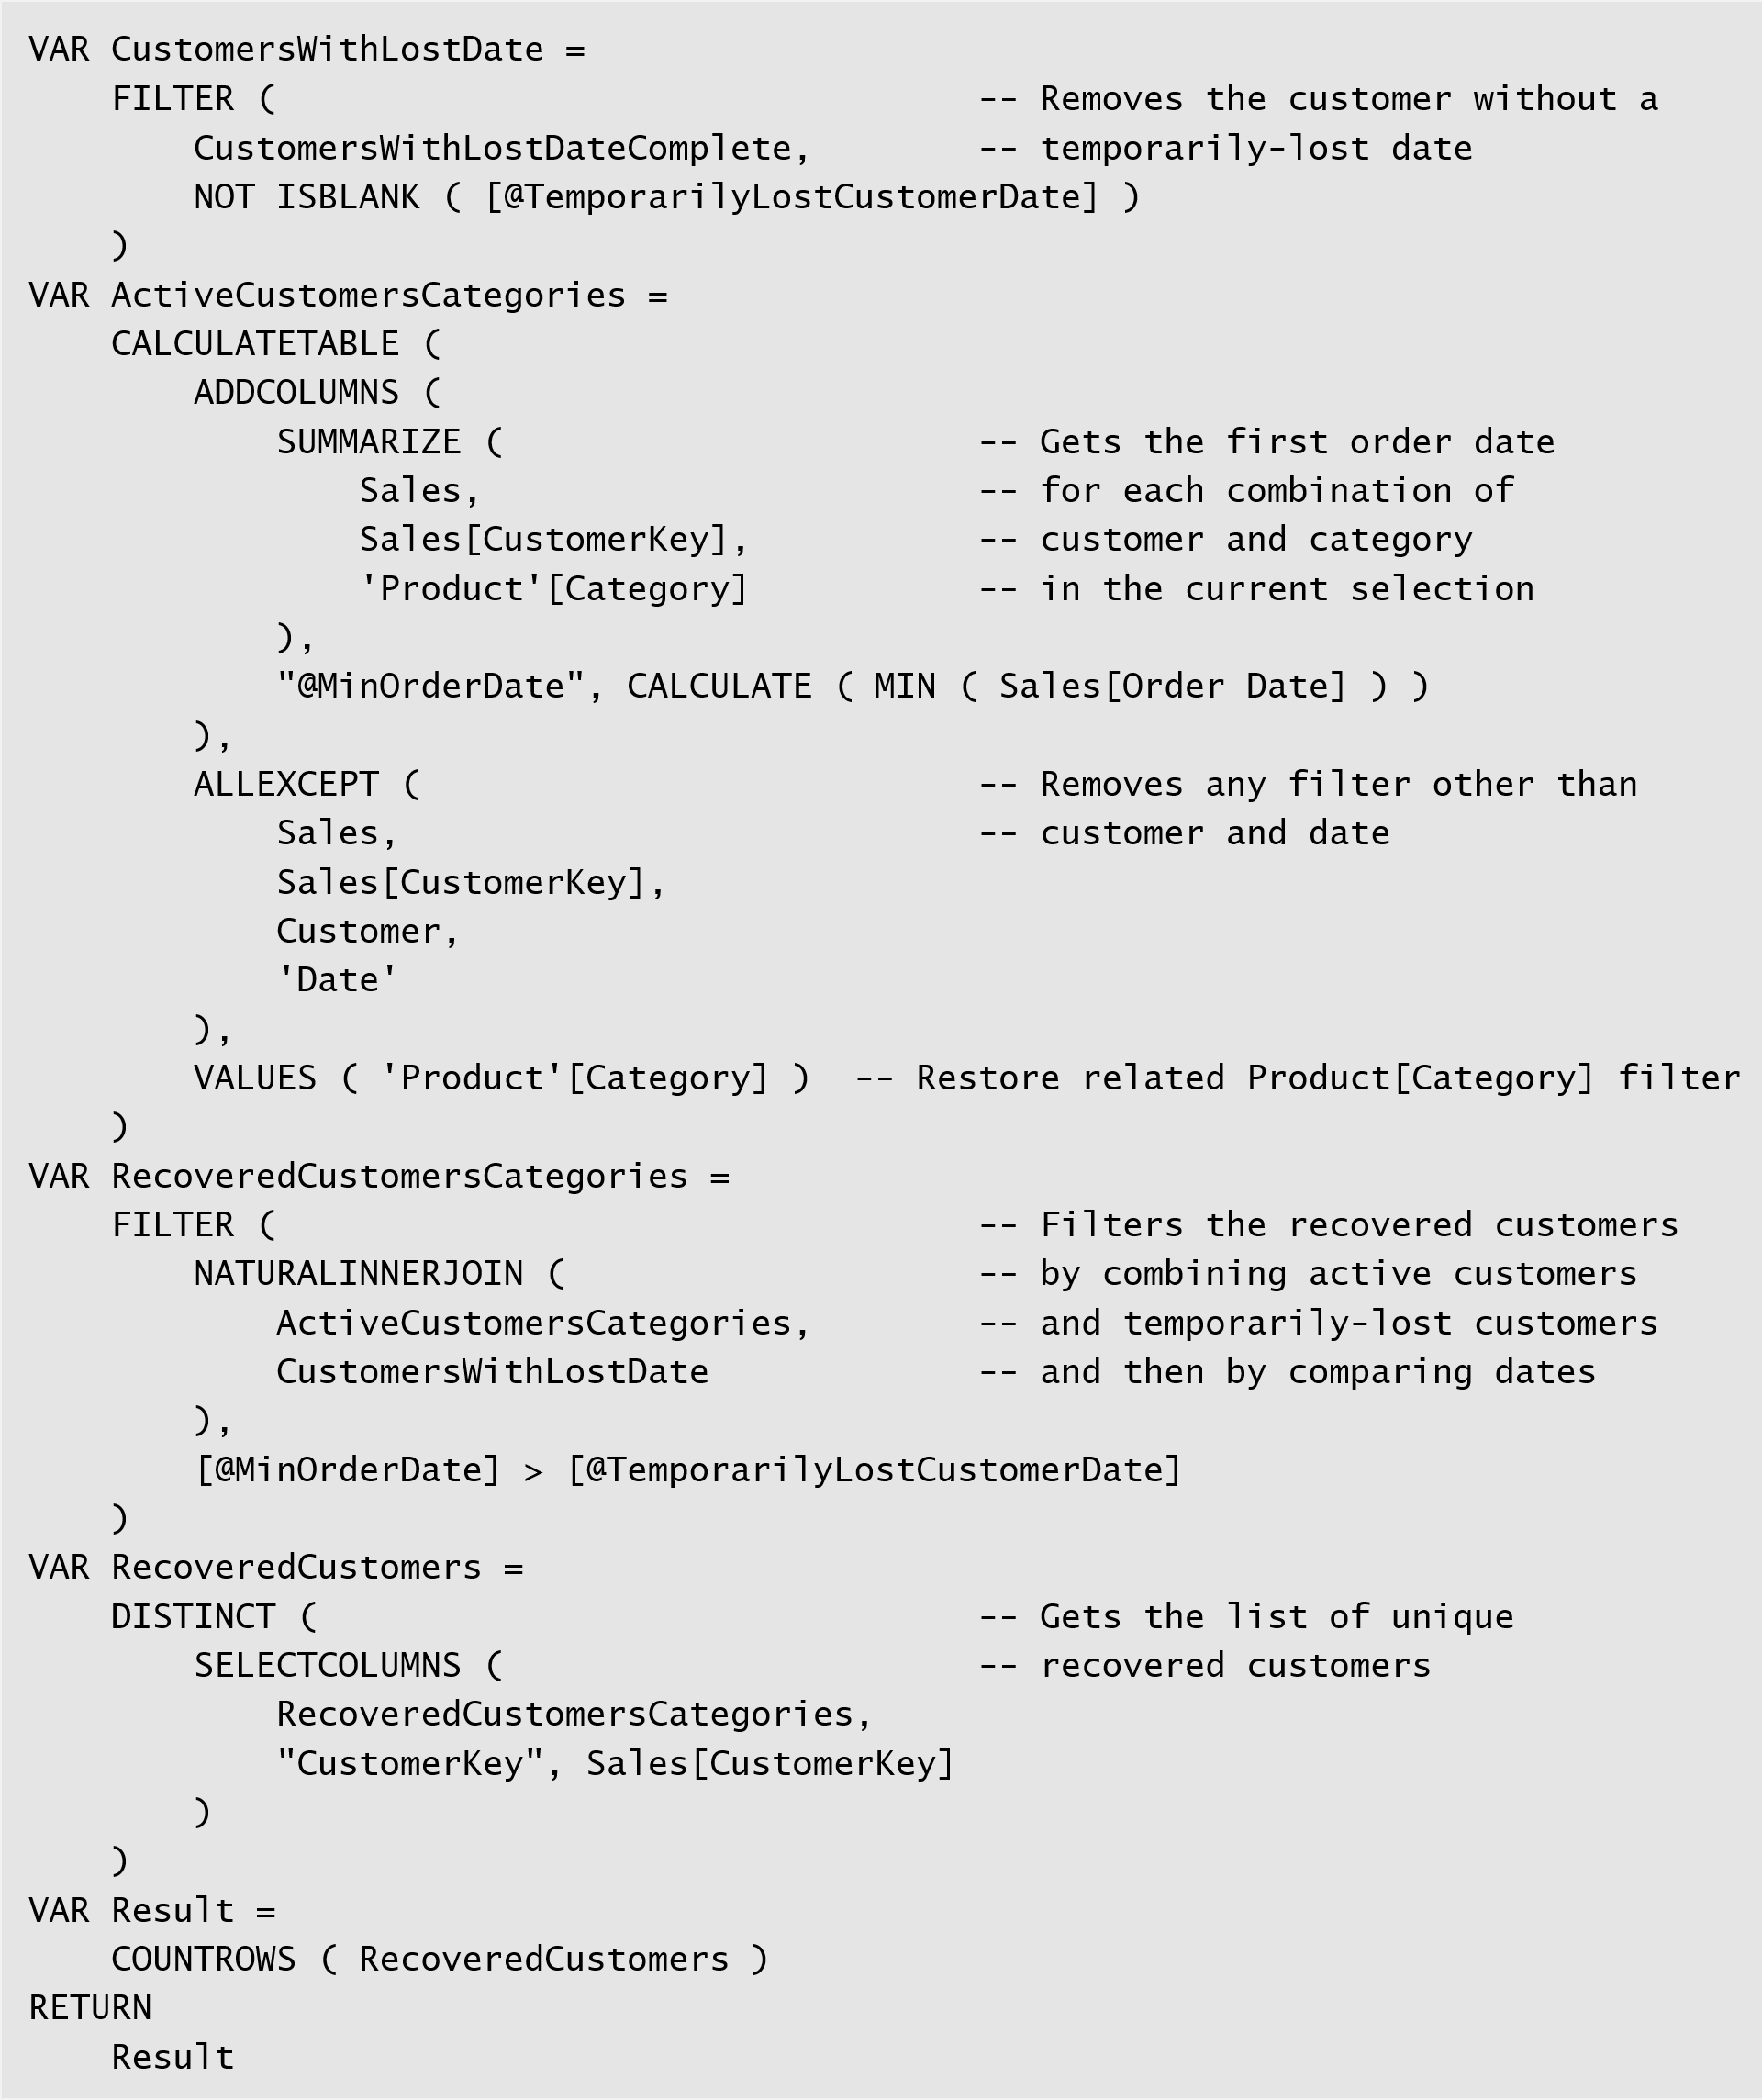 VAR CustomersWithLostDate =
    FILTER (                                  -- Removes the customer without a
        CustomersWithLostDateComplete,        -- temporarily-lost date
        NOT ISBLANK ( [@TemporarilyLostCustomerDate] )
    )
VAR ActiveCustomersCategories =
    CALCULATETABLE (
        ADDCOLUMNS (
            SUMMARIZE (                       -- Gets the first order date
                Sales,                        -- for each combination of
                Sales[CustomerKey],           -- customer and category
                'Product'[Category]           -- in the current selection
            ),
            "@MinOrderDate", CALCULATE ( MIN ( Sales[Order Date] ) )
        ),
        ALLEXCEPT (                           -- Removes any filter other than
            Sales,                            -- customer and date
            Sales[CustomerKey],
            Customer,
            'Date'
        ),
        VALUES ( 'Product'[Category] )  -- Restore related Product[Category] filter
    )
VAR RecoveredCustomersCategories =
    FILTER (                                  -- Filters the recovered customers
        NATURALINNERJOIN (                    -- by combining active customers
            ActiveCustomersCategories,        -- and temporarily-lost customers
            CustomersWithLostDate             -- and then by comparing dates
        ),
        [@MinOrderDate] > [@TemporarilyLostCustomerDate]
    )
VAR RecoveredCustomers =
    DISTINCT (                                -- Gets the list of unique
        SELECTCOLUMNS (                       -- recovered customers
            RecoveredCustomersCategories,
            "CustomerKey", Sales[CustomerKey]
        )
    )
VAR Result =
    COUNTROWS ( RecoveredCustomers )
RETURN
    Result